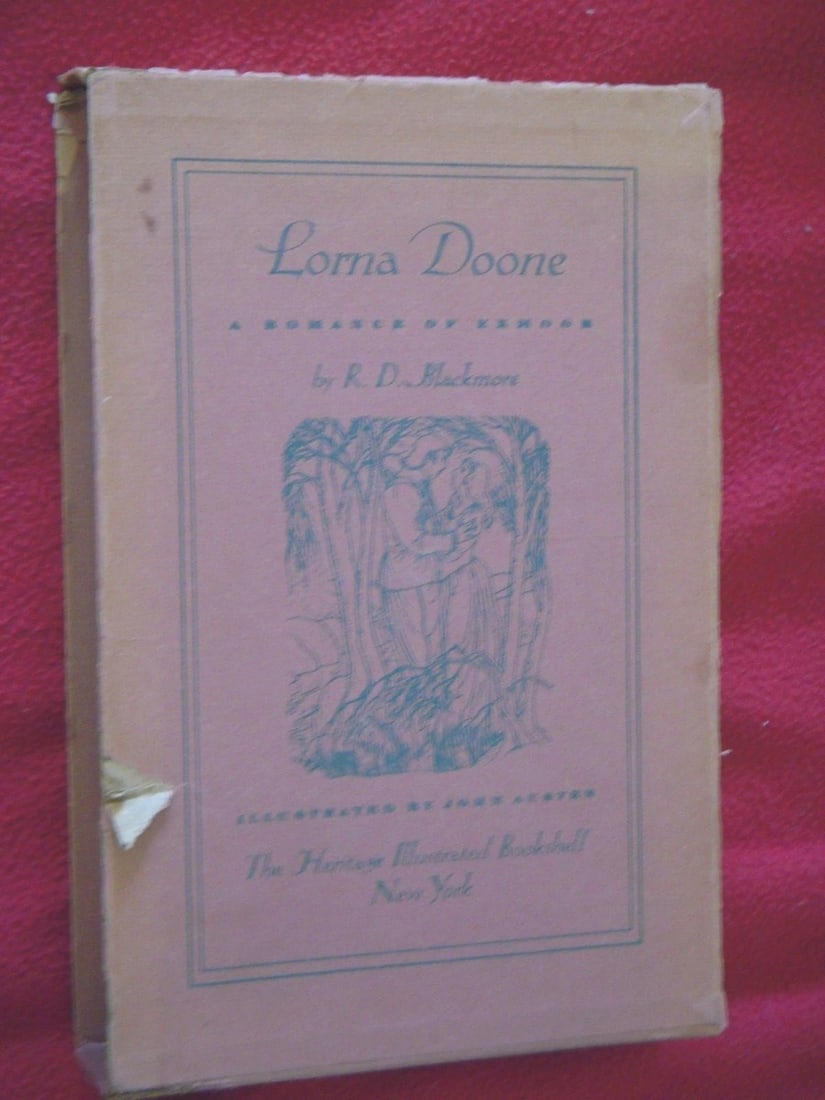 Lorna Doone
A ROMANCE OF EXMOOR
by R. D. Blackmore
ILLUSTRATED BY JOHN AUSTEN
The Heritage Illustrated Bookshelf
New York